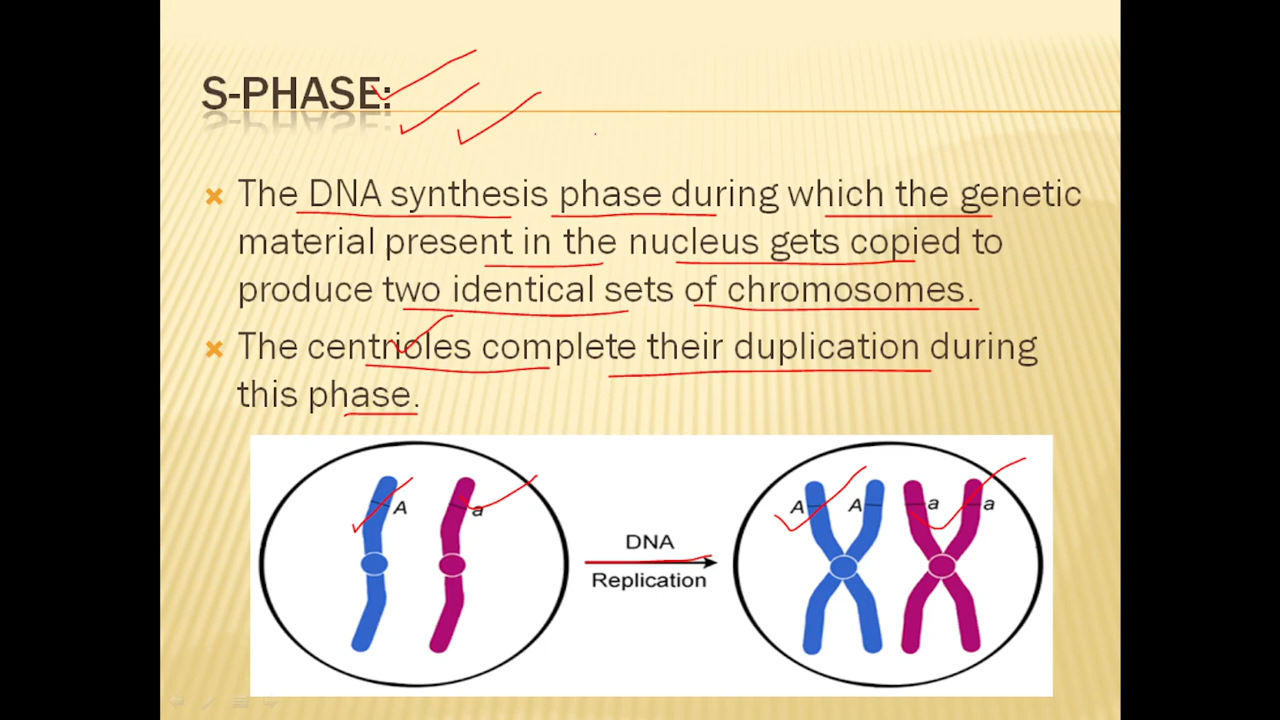 S-PHASE:
The DNA synthesis phase during which the genetic
material present in the nucleus gets copied to
produce two identical sets of chromosomes.
The centrioles complete their duplication during
this phase.
A a
A A a a
DNA
Replication